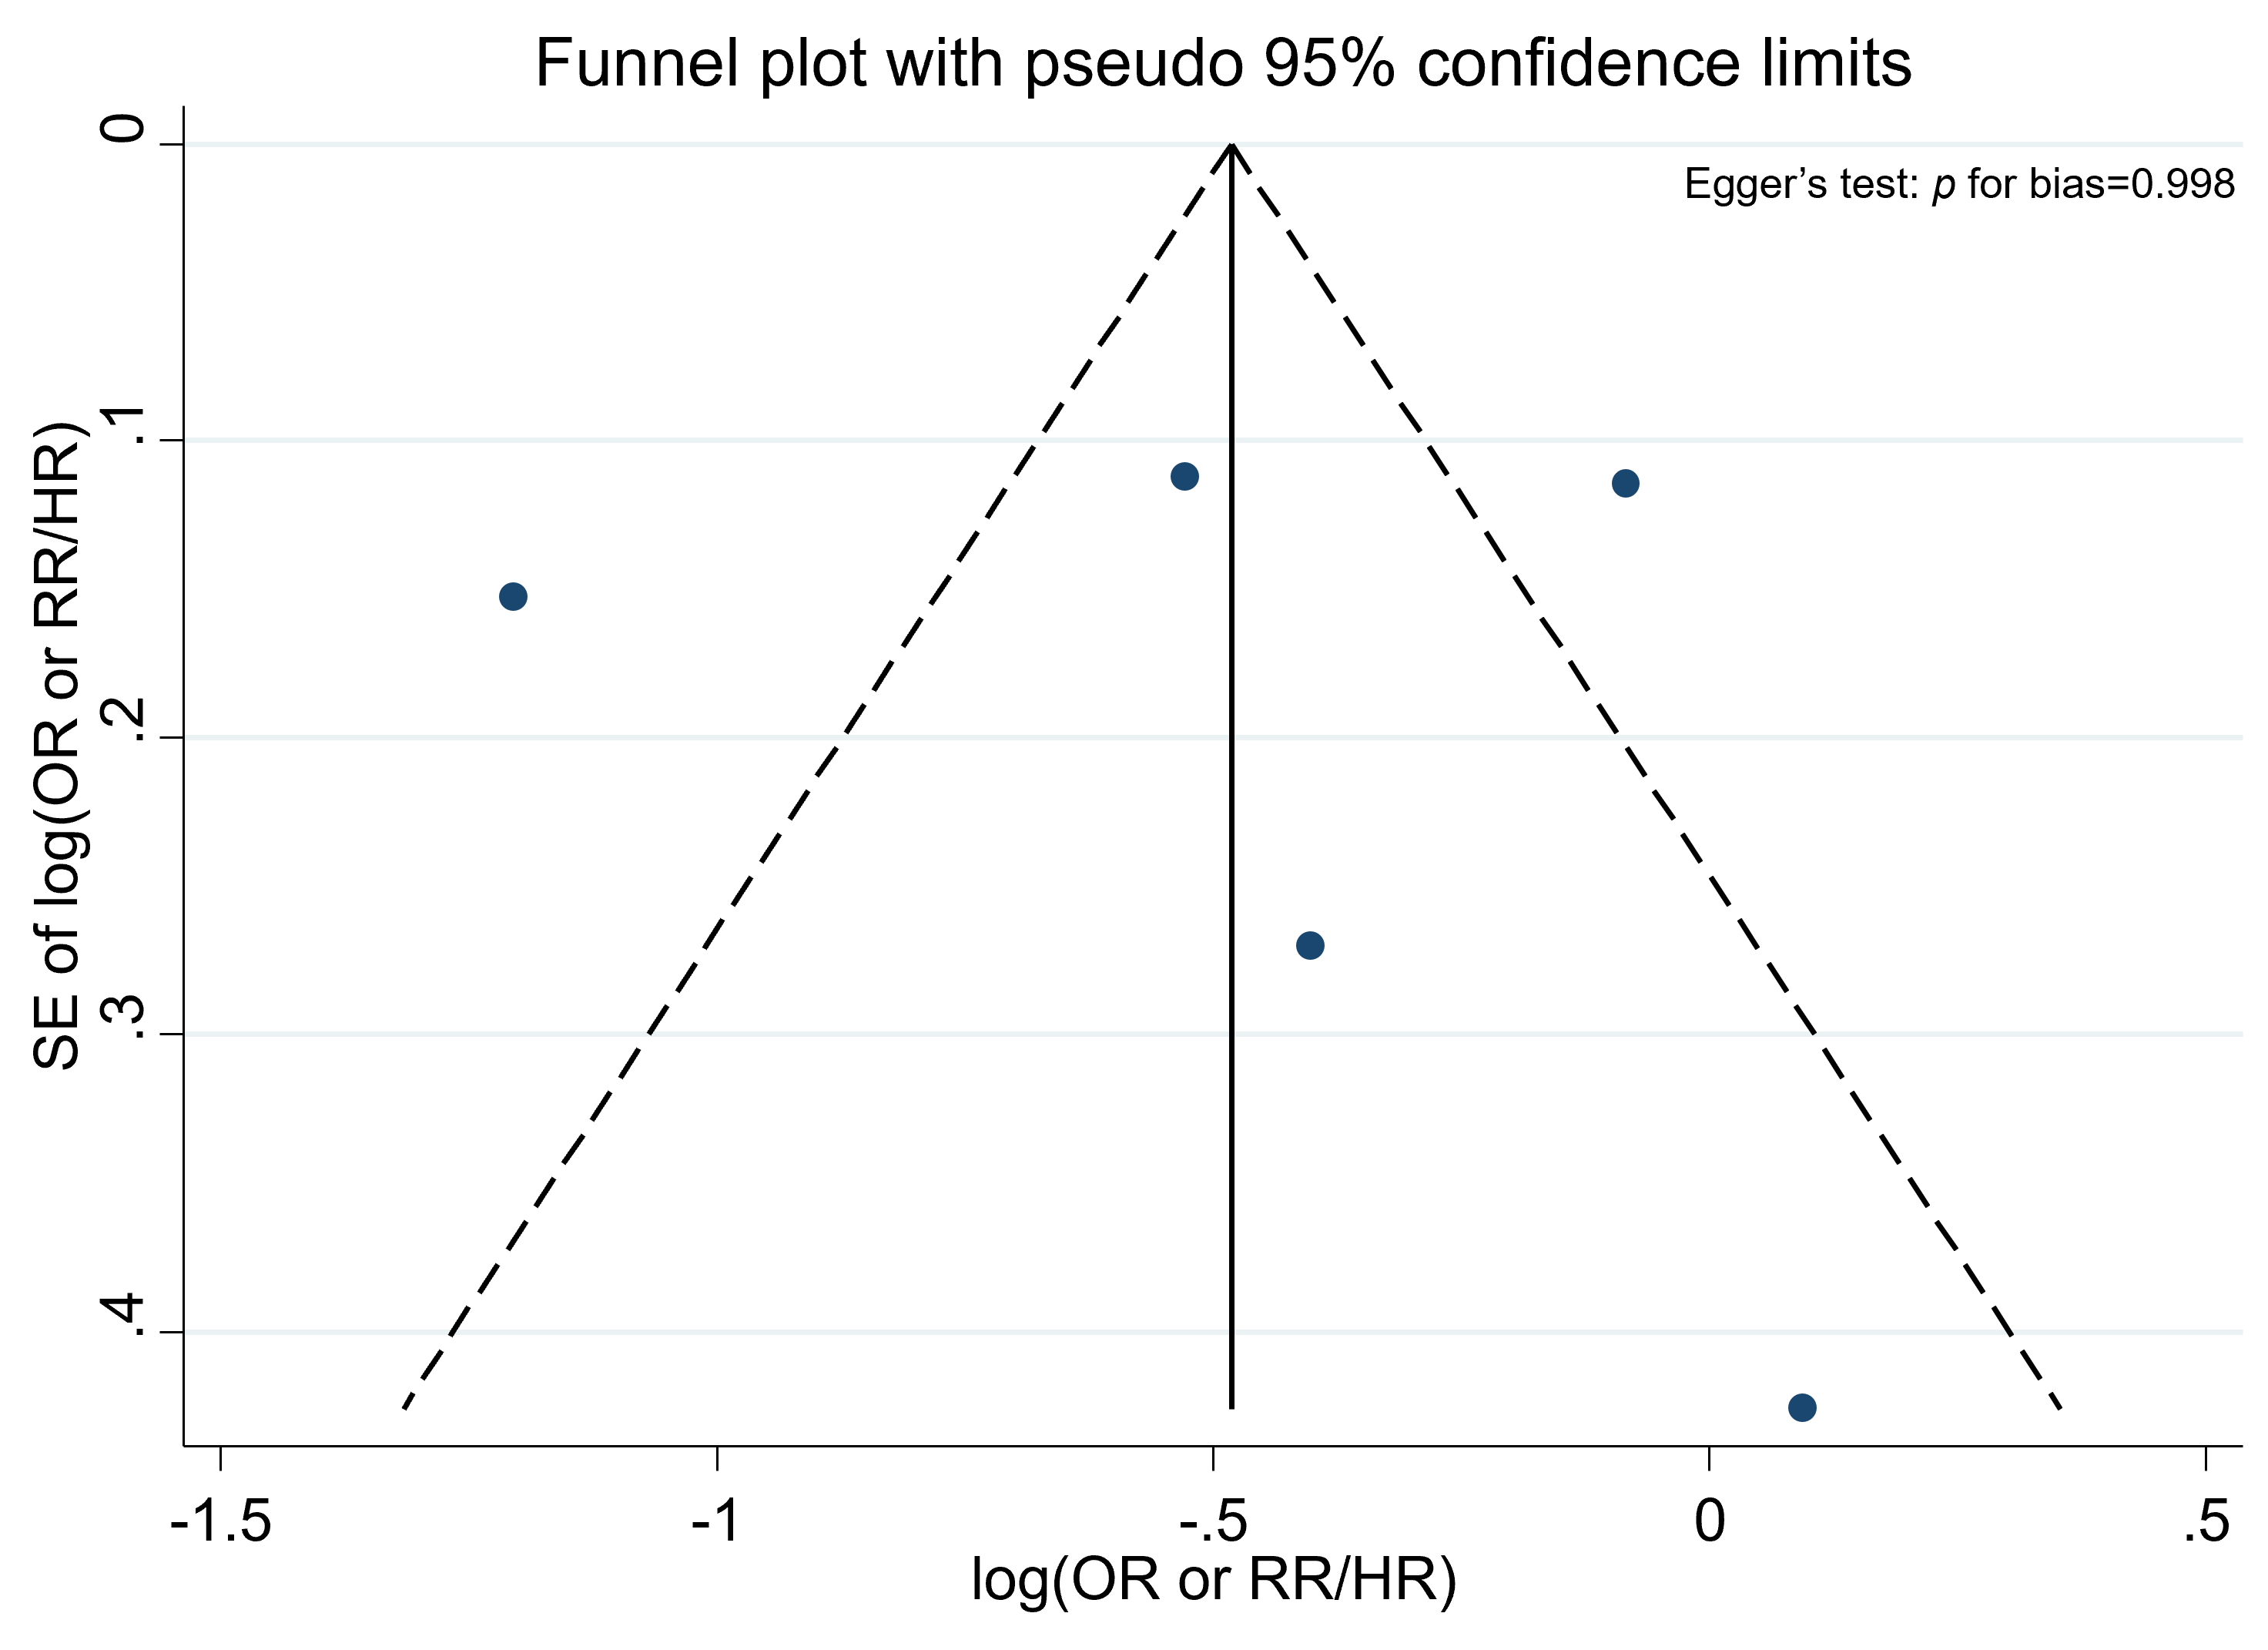 Funnel plot with pseudo 95% confidence limits
Egger’s test: p for bias=0.998
SE of log(OR or RR/HR)
0
.1
.2
.3
.4
-1.5 -1 -.5 0 .5
log(OR or RR/HR)